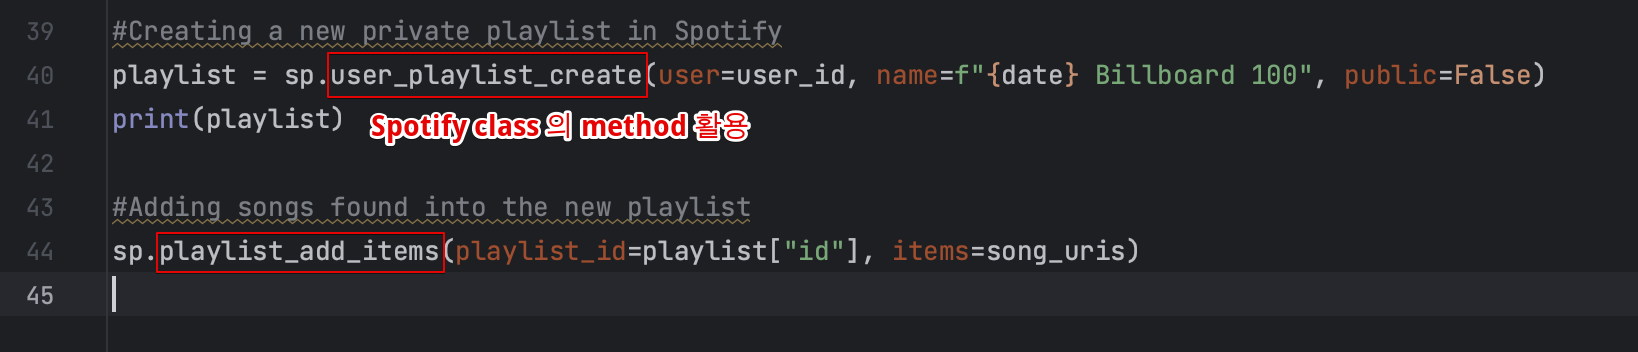 39 #Creating a new private playlist in Spotify
40 playlist = sp.user_playlist_create(user=user_id, name=f"{date} Billboard 100", public=False)
41 print(playlist) Spotify class 의 method 활용
42
43 #Adding songs found into the new playlist
44 sp.playlist_add_items(playlist_id=playlist["id"], items=song_uris)
45